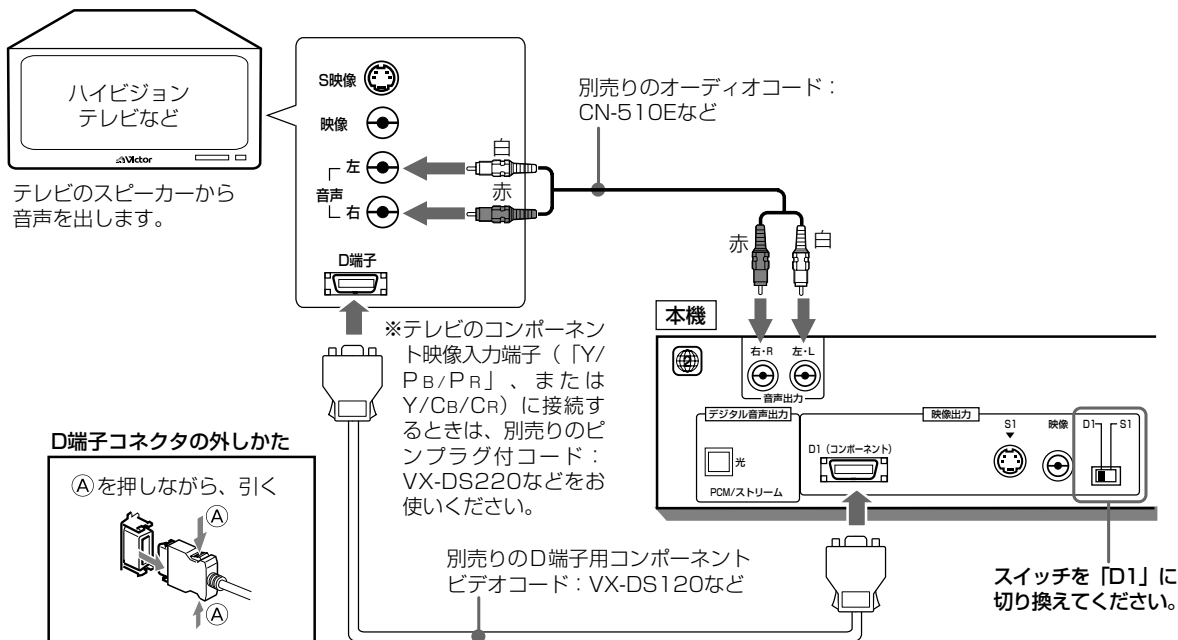 ハイビジョン
テレビなど
Victor
テレビのスピーカーから
音声を出します。
S映像
映像
左
音声
右
D端子
白
赤
別売りのオーディオコード：
CN-510Eなど
赤
白
※テレビのコンポーネン
ト映像入力端子（「Y/
PB/PR」、または
Y/CB/CR）に接続す
るときは、別売りのピ
ンプラグ付コード：
VX-DS220などをお
使いください。
本機
2
右・R
左・L
音声出力
デジタル音声出力
光
PCM/ストリーム
映像出力
D1（コンポーネント）
S1
映像
D1
S1
D端子コネクタの外しかた
Ⓐを押しながら、引く
Ⓐ
Ⓐ
別売りのD端子用コンポーネント
ビデオコード：VX-DS120など
スイッチを「D1」に
切り換えてください。